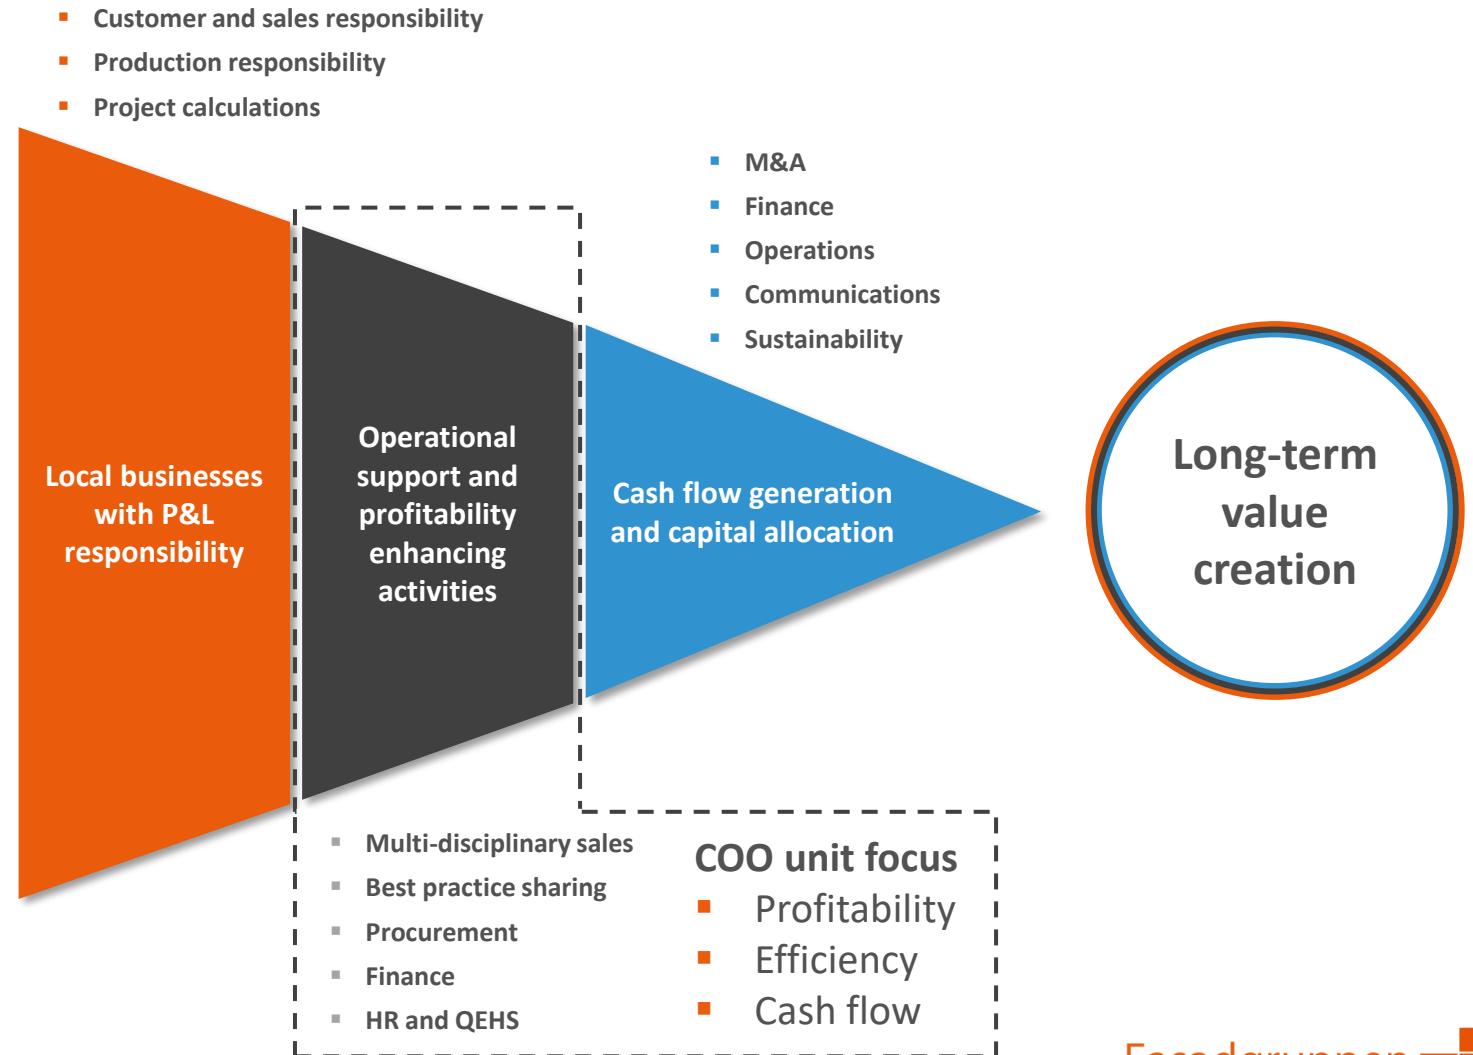 Customer and sales responsibility
Production responsibility
Project calculations
M&A
Finance
Operations
Communications
Sustainability
Local businesses
with P&L
responsibility
Operational
support and
profitability
enhancing
activities
Cash flow generation
and capital allocation
Long-term
value
creation
Multi-disciplinary sales
Best practice sharing
Procurement
Finance
HR and QEHS
COO unit focus
Profitability
Efficiency
Cash flow